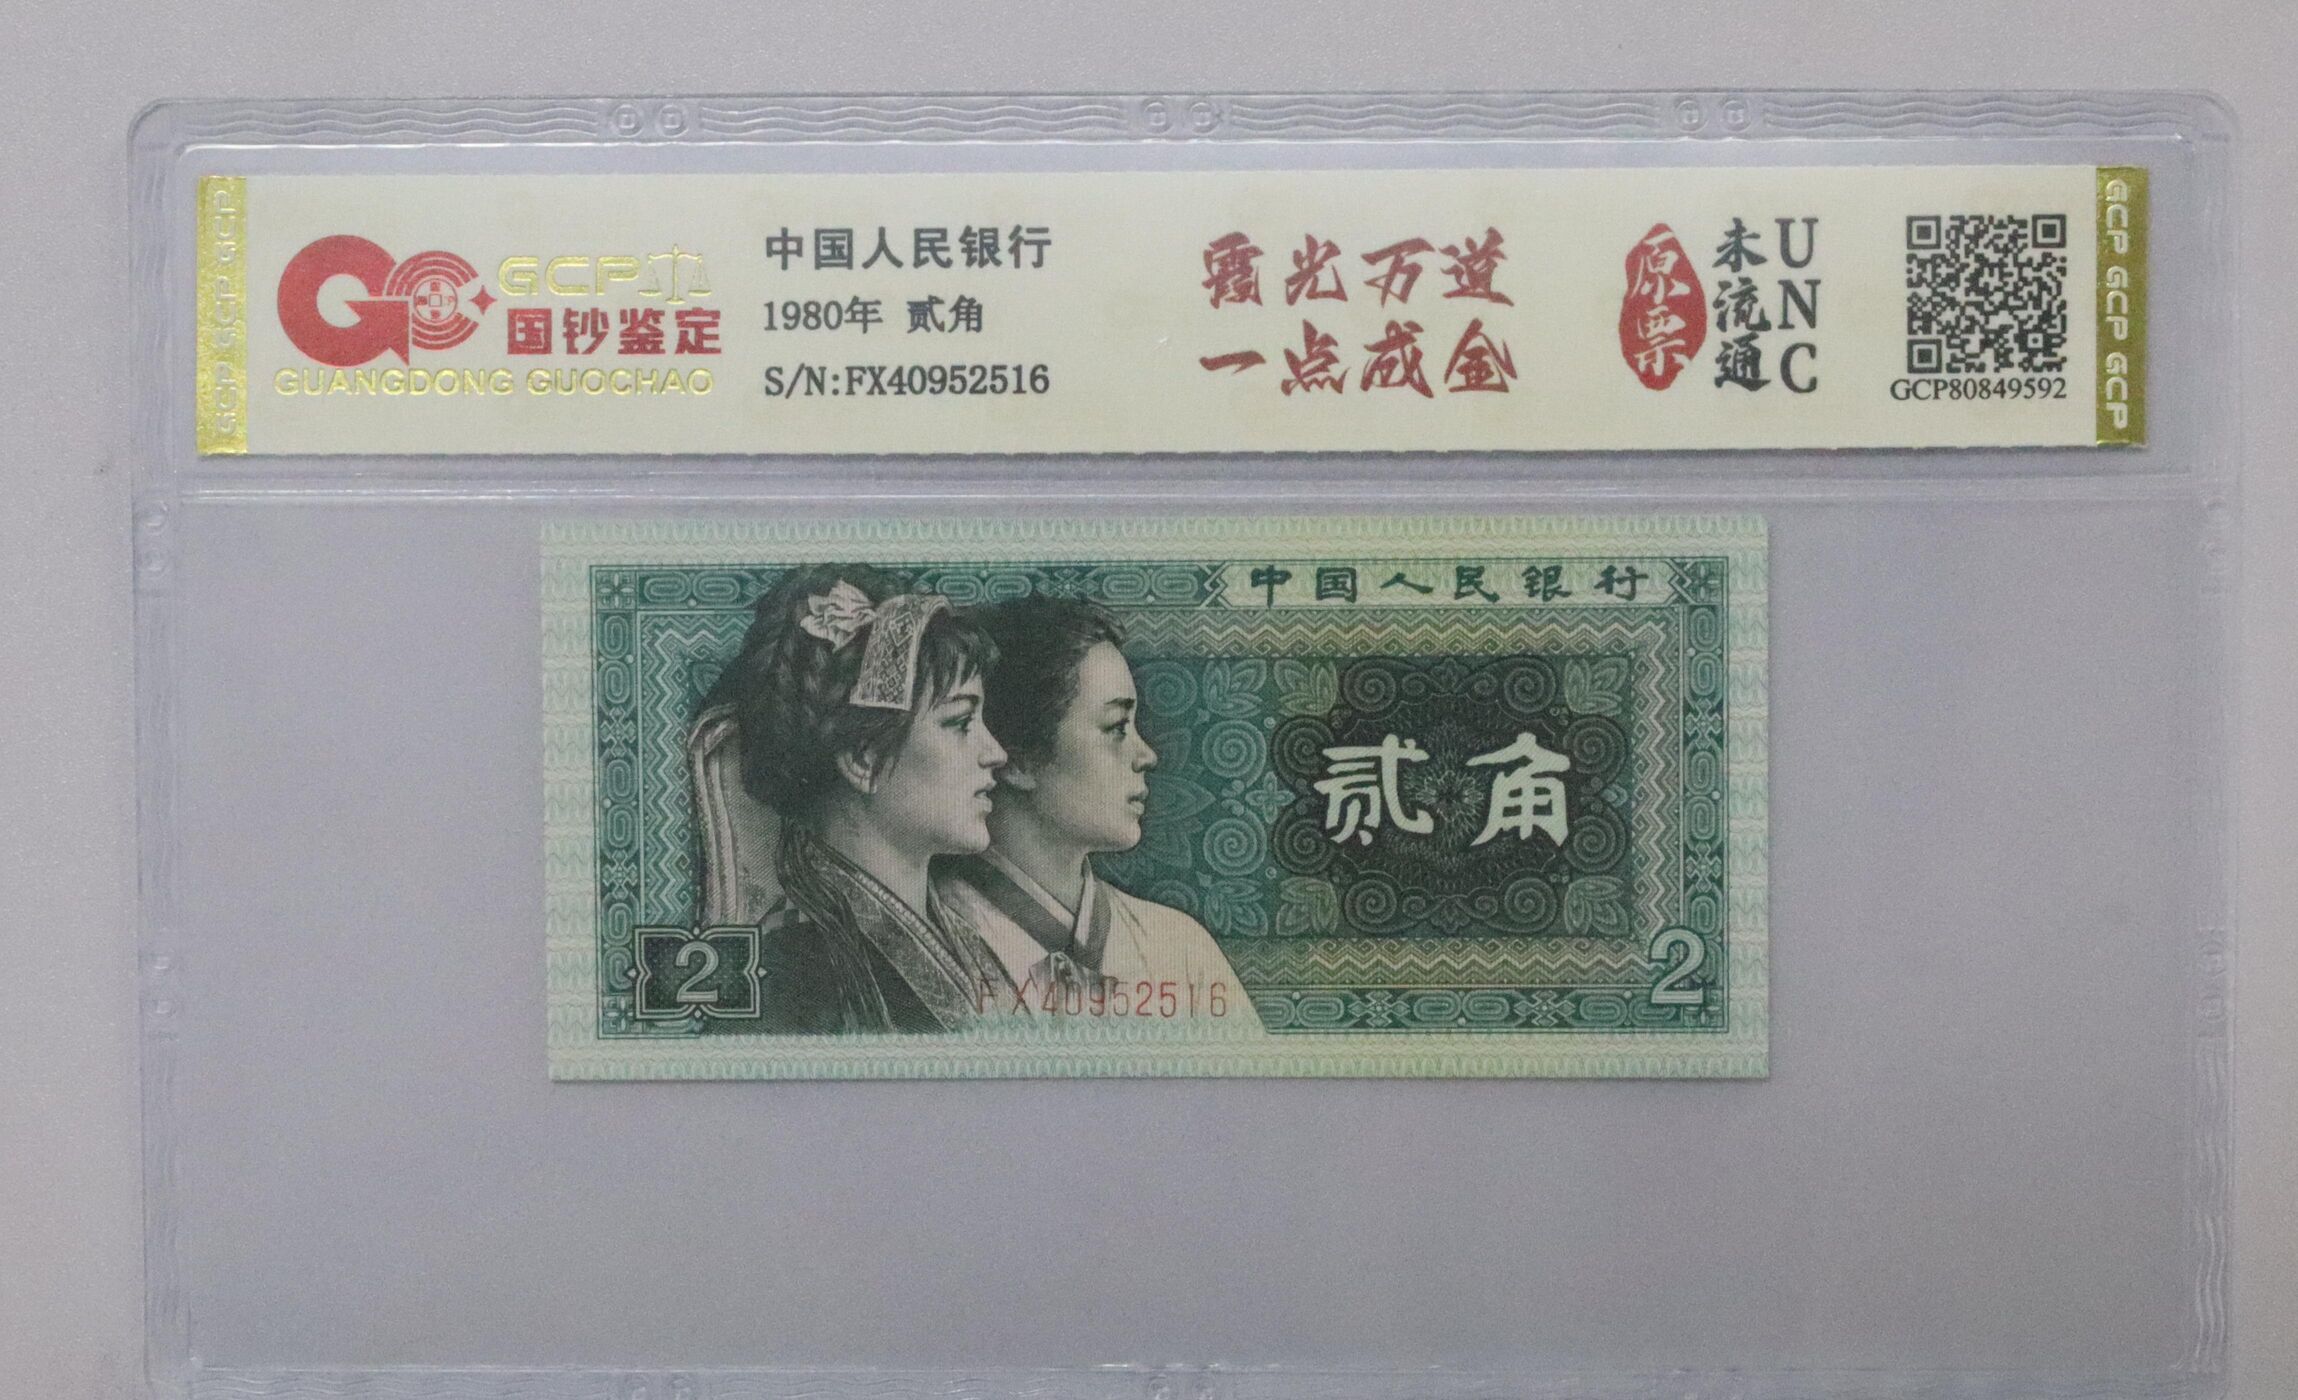 GCP
国钞鉴定
GUANGDONG GUOCHAO
中国人民银行
1980年 贰角
S/N:FX40952516
霞光万道
一点成金
原票
未流通
UNC
GCP80849592
GCP GCP GCP GCP
GCP GCP GCP GCP
中国人民银行
贰角
2
2
FX40952516